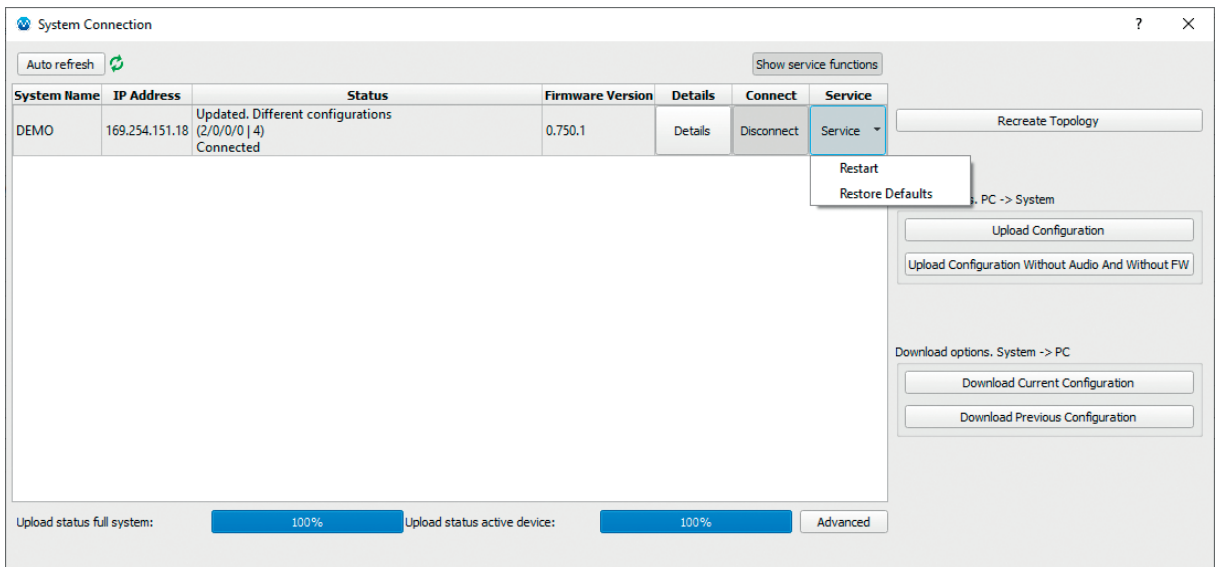 System Connection
Auto refresh
Show service functions
System Name IP Address Status Firmware Version Details Connect Service
DEMO 169.254.151.18 Updated. Different configurations
(2/0/0/0 | 4)
Connected 0.750.1 Details Disconnect Service
Restart
Restore Defaults
Recreate Topology
. PC -> System
Upload Configuration
Upload Configuration Without Audio And Without FW
Download options. System -> PC
Download Current Configuration
Download Previous Configuration
Upload status full system: 100% Upload status active device: 100% Advanced